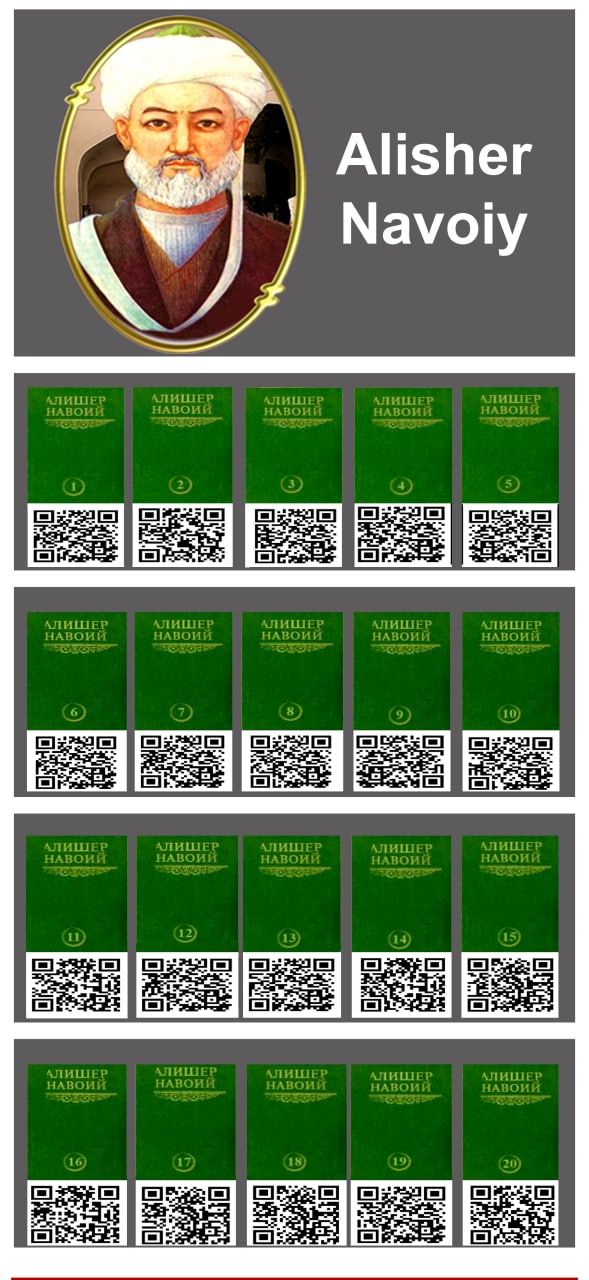 Alisher
Navoiy
АЛИШЕР
НАВОИЙ
1
АЛИШЕР
НАВОИЙ
2
АЛИШЕР
НАВОИЙ
3
АЛИШЕР
НАВОИЙ
4
АЛИШЕР
НАВОИЙ
5
АЛИШЕР
НАВОИЙ
6
АЛИШЕР
НАВОИЙ
7
АЛИШЕР
НАВОИЙ
8
АЛИШЕР
НАВОИЙ
9
АЛИШЕР
НАВОИЙ
10
АЛИШЕР
НАВОИЙ
11
АЛИШЕР
НАВОИЙ
12
АЛИШЕР
НАВОИЙ
13
АЛИШЕР
НАВОИЙ
14
АЛИШЕР
НАВОИЙ
15
АЛИШЕР
НАВОИЙ
16
АЛИШЕР
НАВОИЙ
17
АЛИШЕР
НАВОИЙ
18
АЛИШЕР
НАВОИЙ
19
АЛИШЕР
НАВОИЙ
20